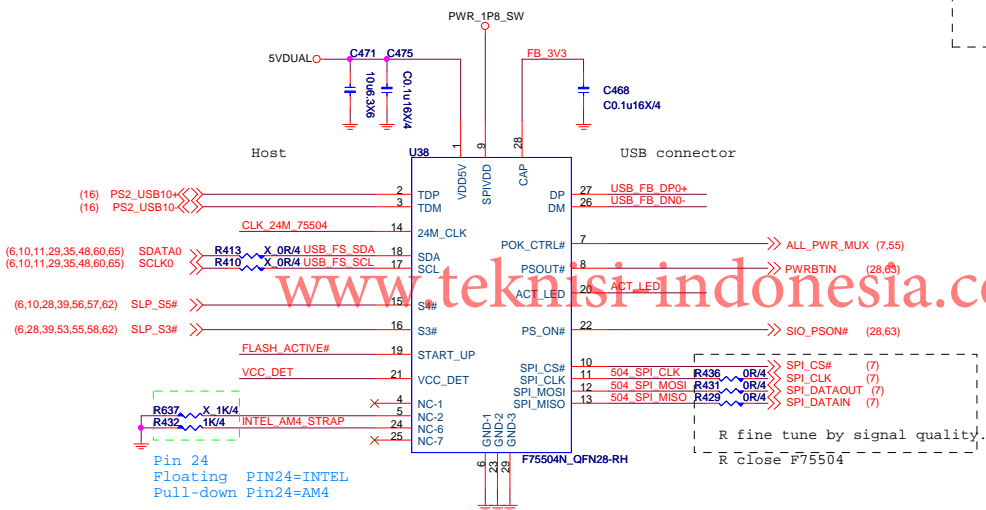 PWR_1P8_SW
5VDUAL
C471
C475
10u6.3X6
C0.1u16X/4
FB_3V3
C468
C0.1u16X/4
Host
U38
USB connector
1
9
28
VDD5V
SPIVDD
CAP
(16) PS2_USB10+ 2 TDP
(16) PS2_USB10- 3 TDM
CLK_24M_75504 14 24M_CLK
(6,10,11,29,35,48,60,65) SDATA0 R413 X_0R/4 USB_FS_SDA 18 SDA
(6,10,11,29,35,48,60,65) SCLK0 R410 X_0R/4 USB_FS_SCL 17 SCL
(6,10,28,39,56,57,62) SLP_S5# 15 S4#
(6,28,39,53,55,58,62) SLP_S3# 16 S3#
FLASH_ACTIVE# 19 START_UP
VCC_DET 21 VCC_DET
4 NC-1
R637 X_1K/4 5 NC-2
R432 1K/4 INTEL_AM4_STRAP 24 NC-6
25 NC-7
DP 27 USB_FB_DP0+
DM 26 USB_FB_DN0-
POK_CTRL# 7 ALL_PWR_MUX (7,55)
PSOUT# 8 PWRBTIN (28,63)
ACT_LED 20 ACT_LED
PS_ON# 22 SIO_PSON# (28,63)
SPI_CS# 10 SPI_CS# (7)
SPI_CLK 11 504_SPI_CLK R436 0R/4 SPI_CLK (7)
SPI_MOSI 12 504_SPI_MOSI R431 0R/4 SPI_DATAOUT (7)
SPI_MISO 13 504_SPI_MISO R429 0R/4 SPI_DATAIN (7)
GND-1
GND-2
GND-3
6
23
29
F75504N_QFN28-RH
R fine tune by signal quality.
R close F75504
Pin 24
Floating PIN24=INTEL
Pull-down Pin24=AM4
www.teknisi-indonesia.co